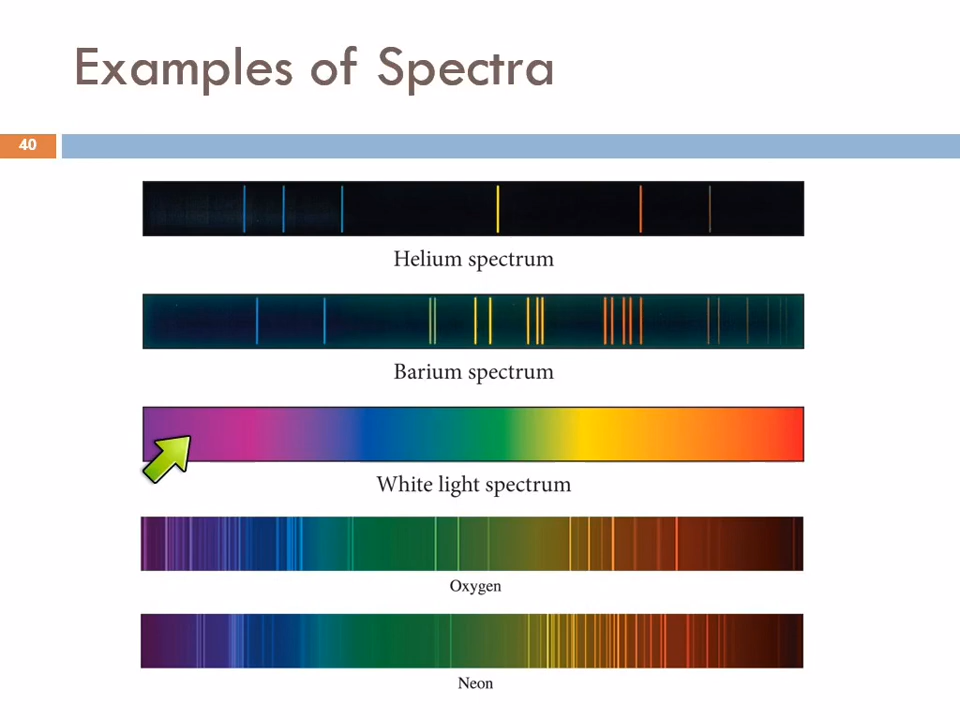 Examples of Spectra
40
Helium spectrum
Barium spectrum
White light spectrum
Oxygen
Neon